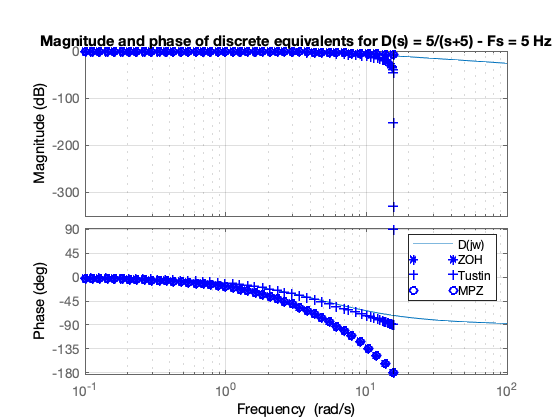 Magnitude and phase of discrete equivalents for D(s) = 5/(s+5) - Fs = 5 Hz
Magnitude (dB)
0
-100
-200
-300
Phase (deg)
90
45
0
-45
-90
-135
-180
D(jw)
ZOH
Tustin
MPZ
10^-1
10^0
10^1
10^2
Frequency (rad/s)